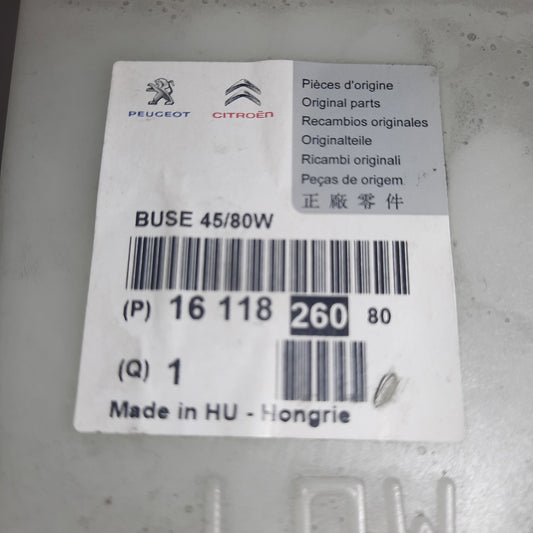 PEUGEOT
CITROËN
Pièces d'origine
Original parts
Recambios originales
Originalteile
Ricambi originali
Peças de origem
正廠零件
BUSE 45/80W
(P) 16 118 260 80
(Q) 1
Made in HU - Hongrie